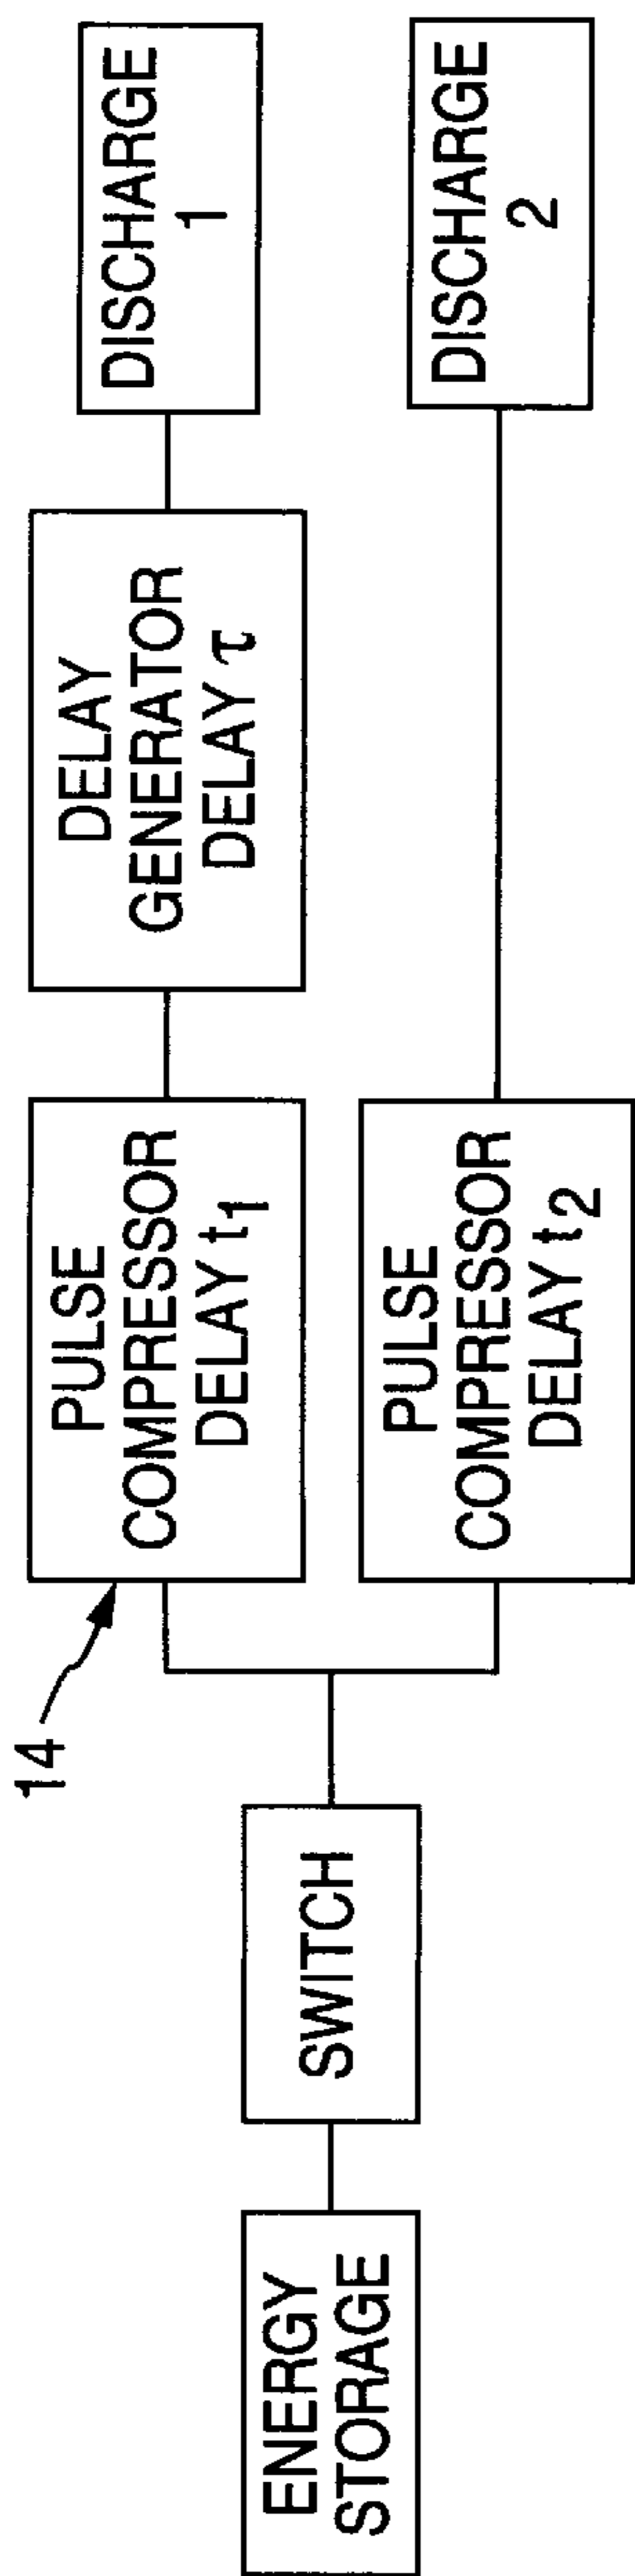 ENERGY
STORAGE
SWITCH
14
PULSE
COMPRESSOR
DELAY t₁
DELAY
GENERATOR
DELAY τ
DISCHARGE
1
PULSE
COMPRESSOR
DELAY t₂
DISCHARGE
2